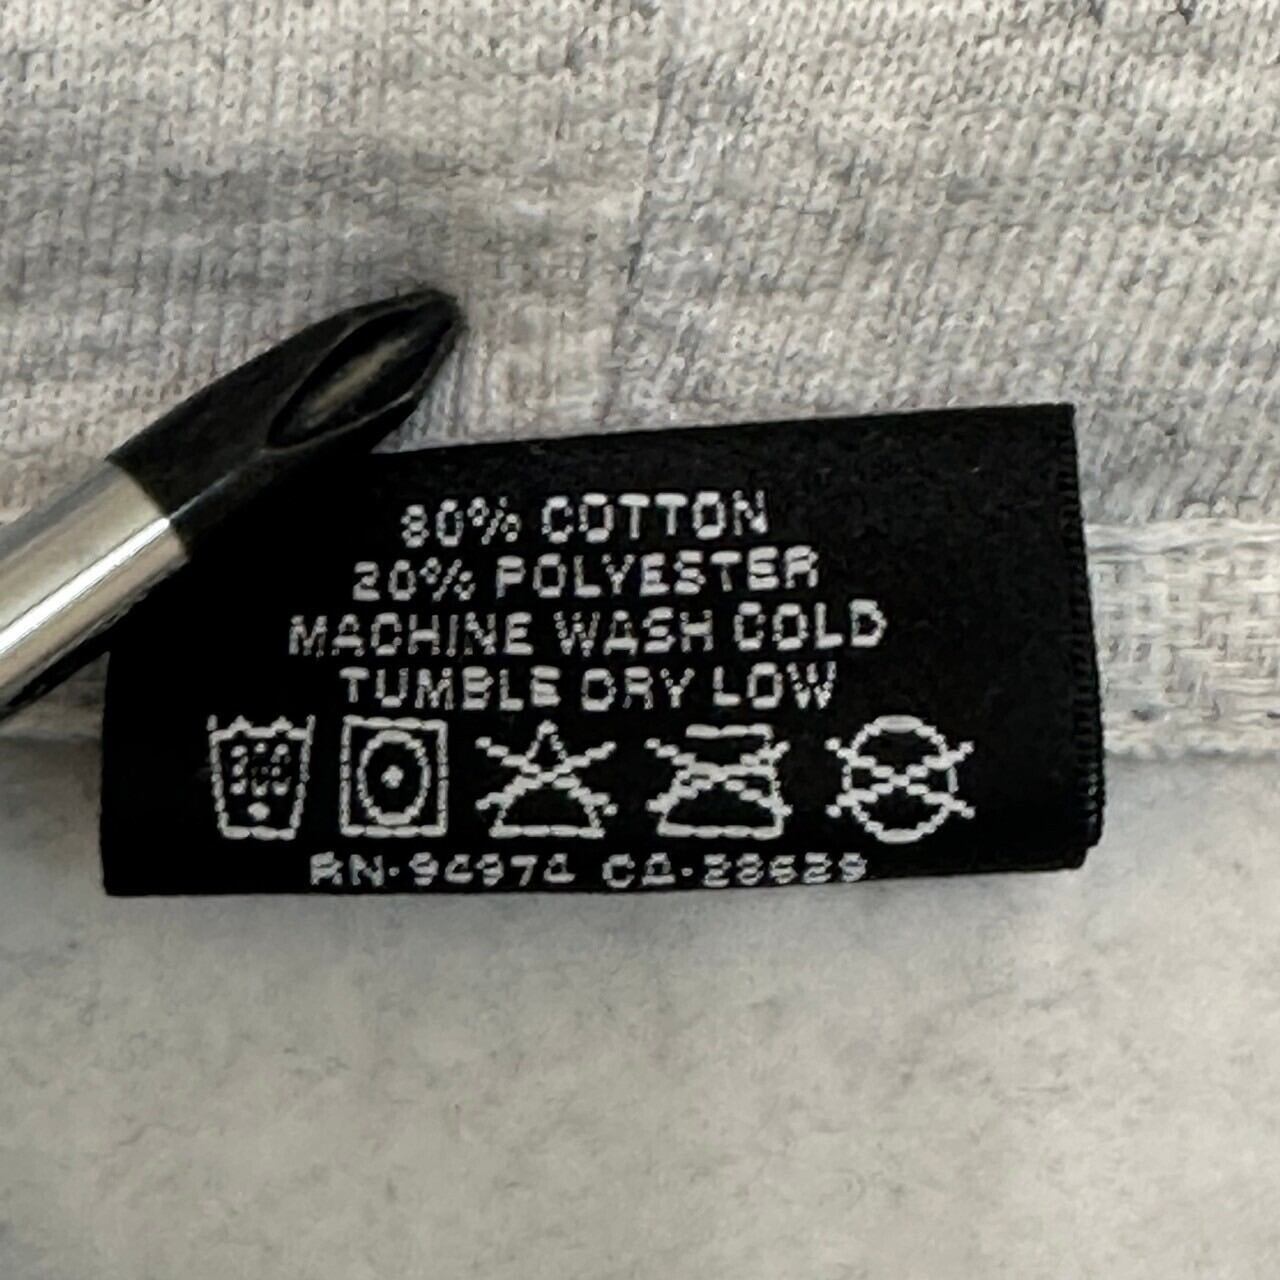 80% COTTON
20% POLYESTER
MACHINE WASH COLD
TUMBLE DRY LOW
RN·94974 CA·28629